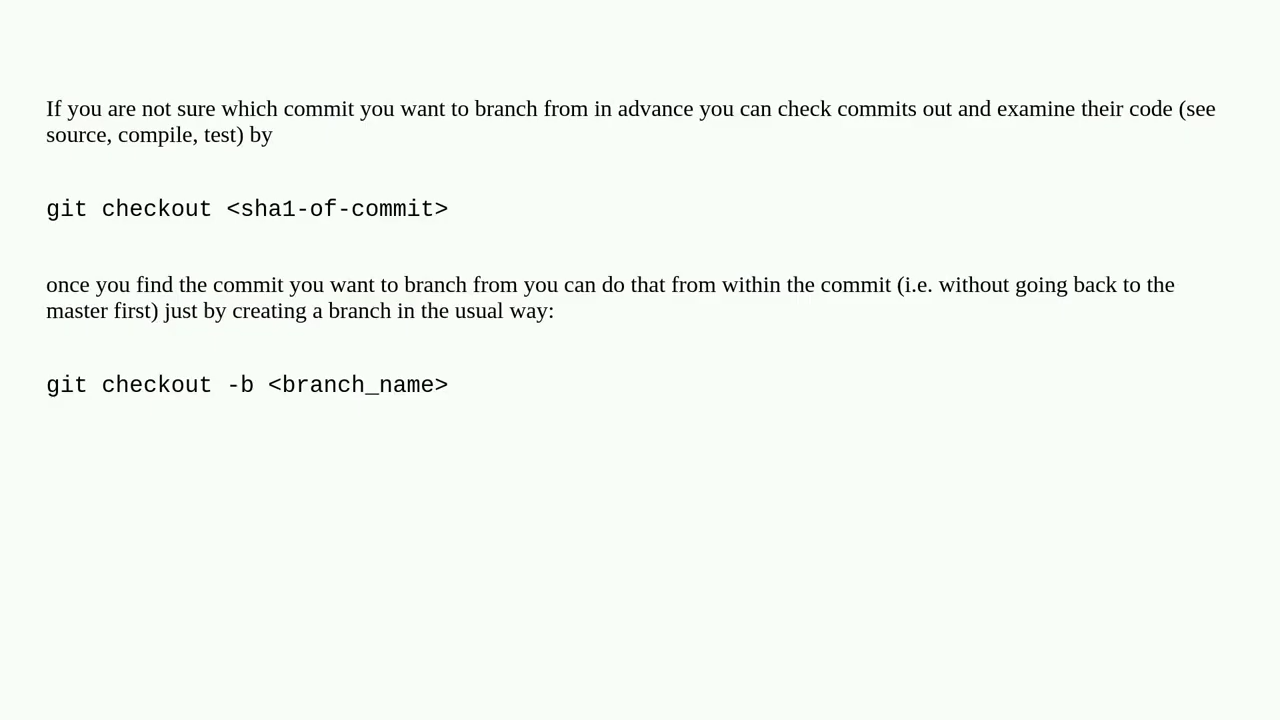 If you are not sure which commit you want to branch from in advance you can check commits out and examine their code (see
source, compile, test) by
git checkout <sha1-of-commit>
once you find the commit you want to branch from you can do that from within the commit (i.e. without going back to the
master first) just by creating a branch in the usual way:
git checkout -b <branch_name>